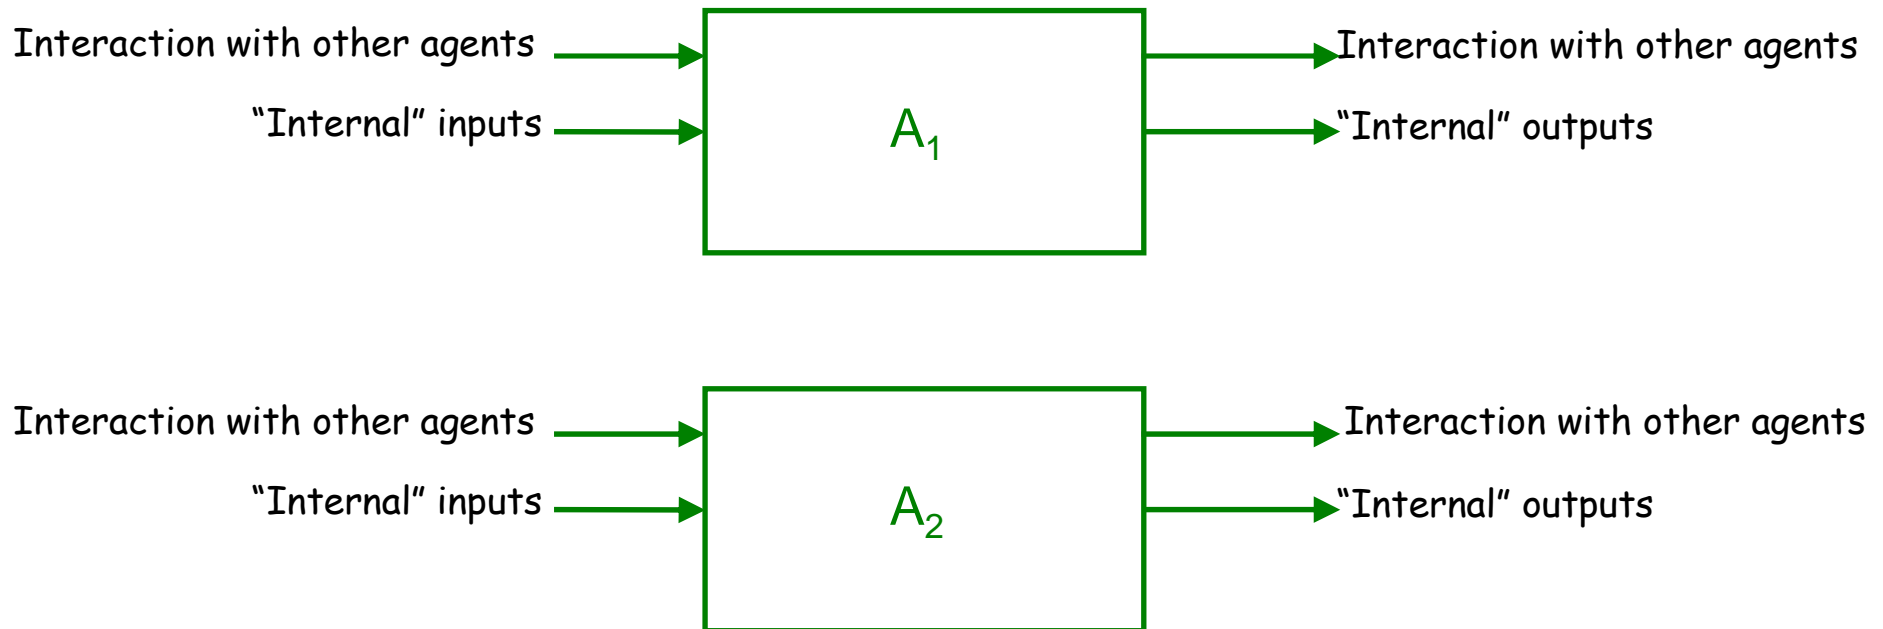 Interaction with other agents
Interaction with other agents
“Internal” inputs
A₁
“Internal” outputs
Interaction with other agents
Interaction with other agents
“Internal” inputs
A₂
“Internal” outputs